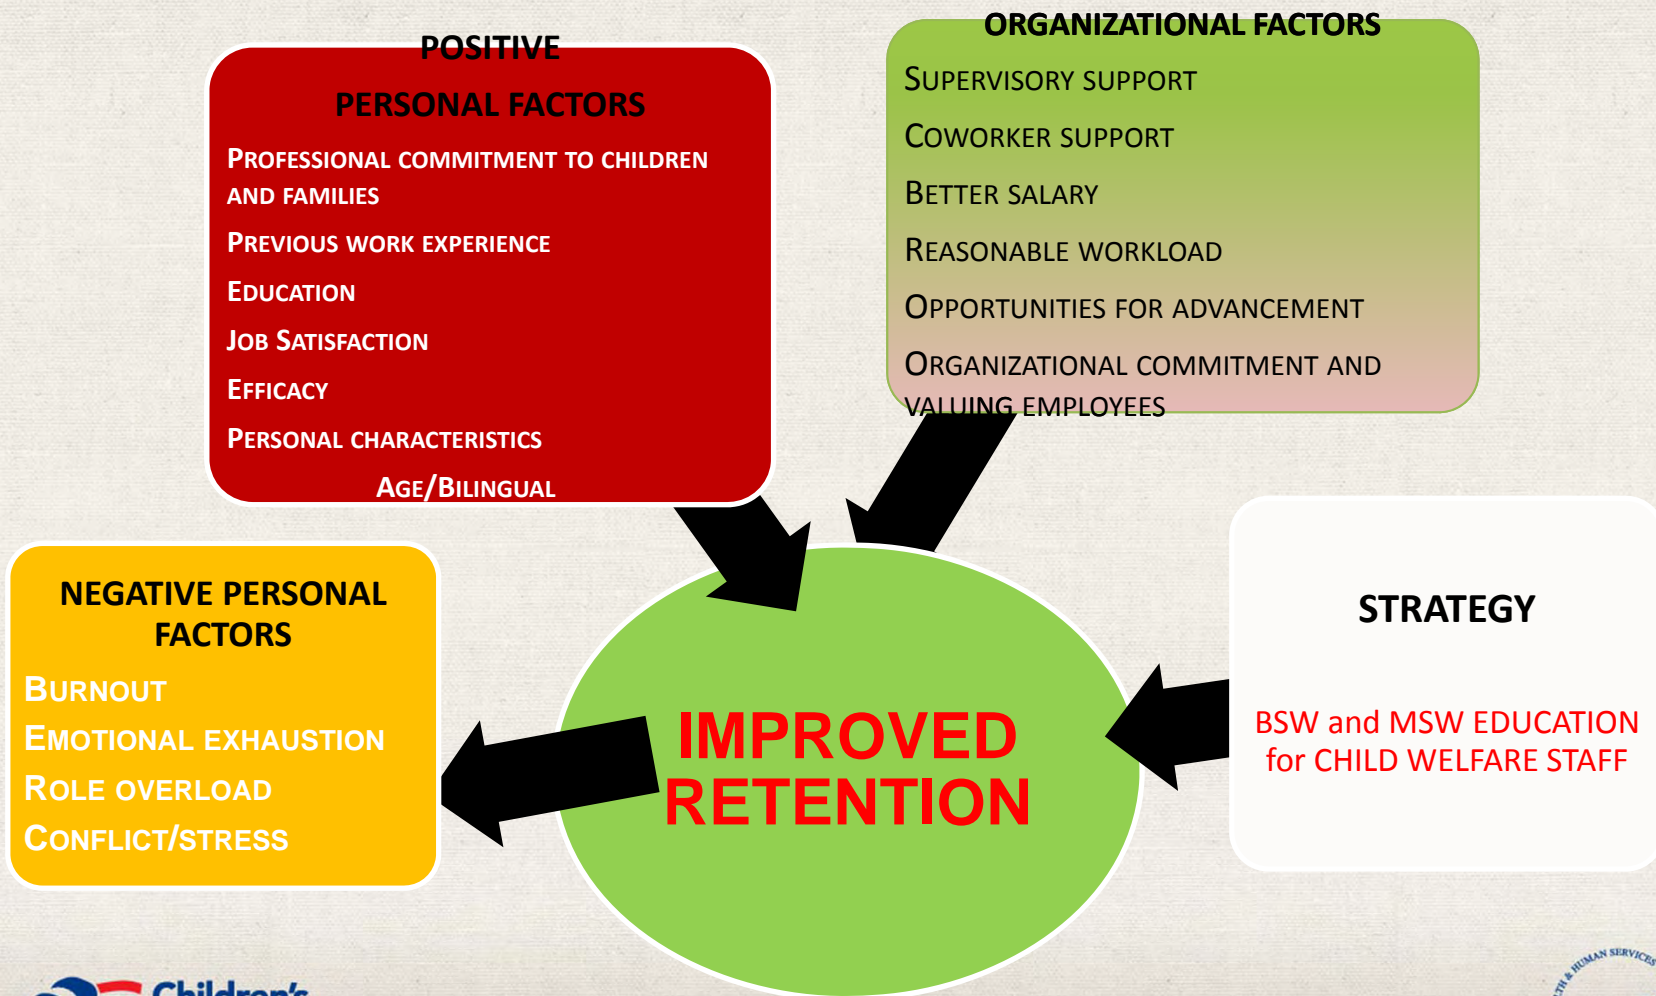 POSITIVE
PERSONAL FACTORS
PROFESSIONAL COMMITMENT TO CHILDREN
AND FAMILIES
PREVIOUS WORK EXPERIENCE
EDUCATION
JOB SATISFACTION
EFFICACY
PERSONAL CHARACTERISTICS
AGE/BILINGUAL
ORGANIZATIONAL FACTORS
SUPERVISORY SUPPORT
COWORKER SUPPORT
BETTER SALARY
REASONABLE WORKLOAD
OPPORTUNITIES FOR ADVANCEMENT
ORGANIZATIONAL COMMITMENT AND
VALUING EMPLOYEES
NEGATIVE PERSONAL
FACTORS
BURNOUT
EMOTIONAL EXHAUSTION
ROLE OVERLOAD
CONFLICT/STRESS
IMPROVED
RETENTION
STRATEGY
BSW and MSW EDUCATION
for CHILD WELFARE STAFF
Children's
& HUMAN SERVICES